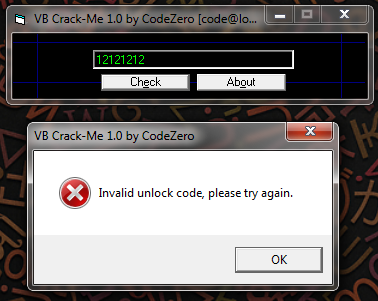 VB Crack-Me 1.0 by CodeZero [code@lo...
12121212
Check
About
VB Crack-Me 1.0 by CodeZero
Invalid unlock code, please try again.
OK